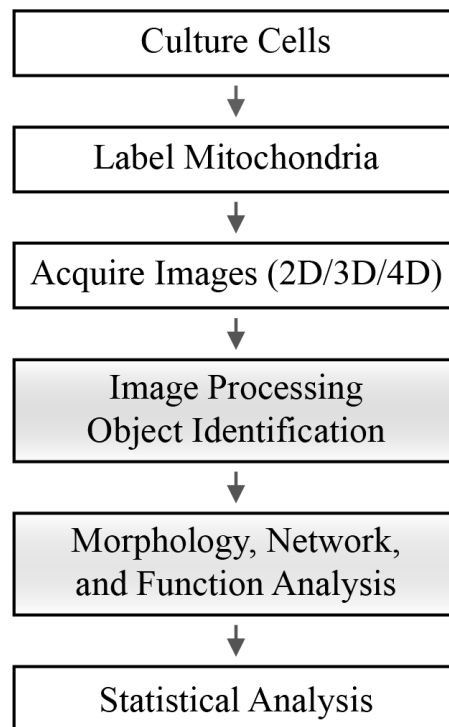 Culture Cells
Label Mitochondria
Acquire Images (2D/3D/4D)
Image Processing
Object Identification
Morphology, Network,
and Function Analysis
Statistical Analysis